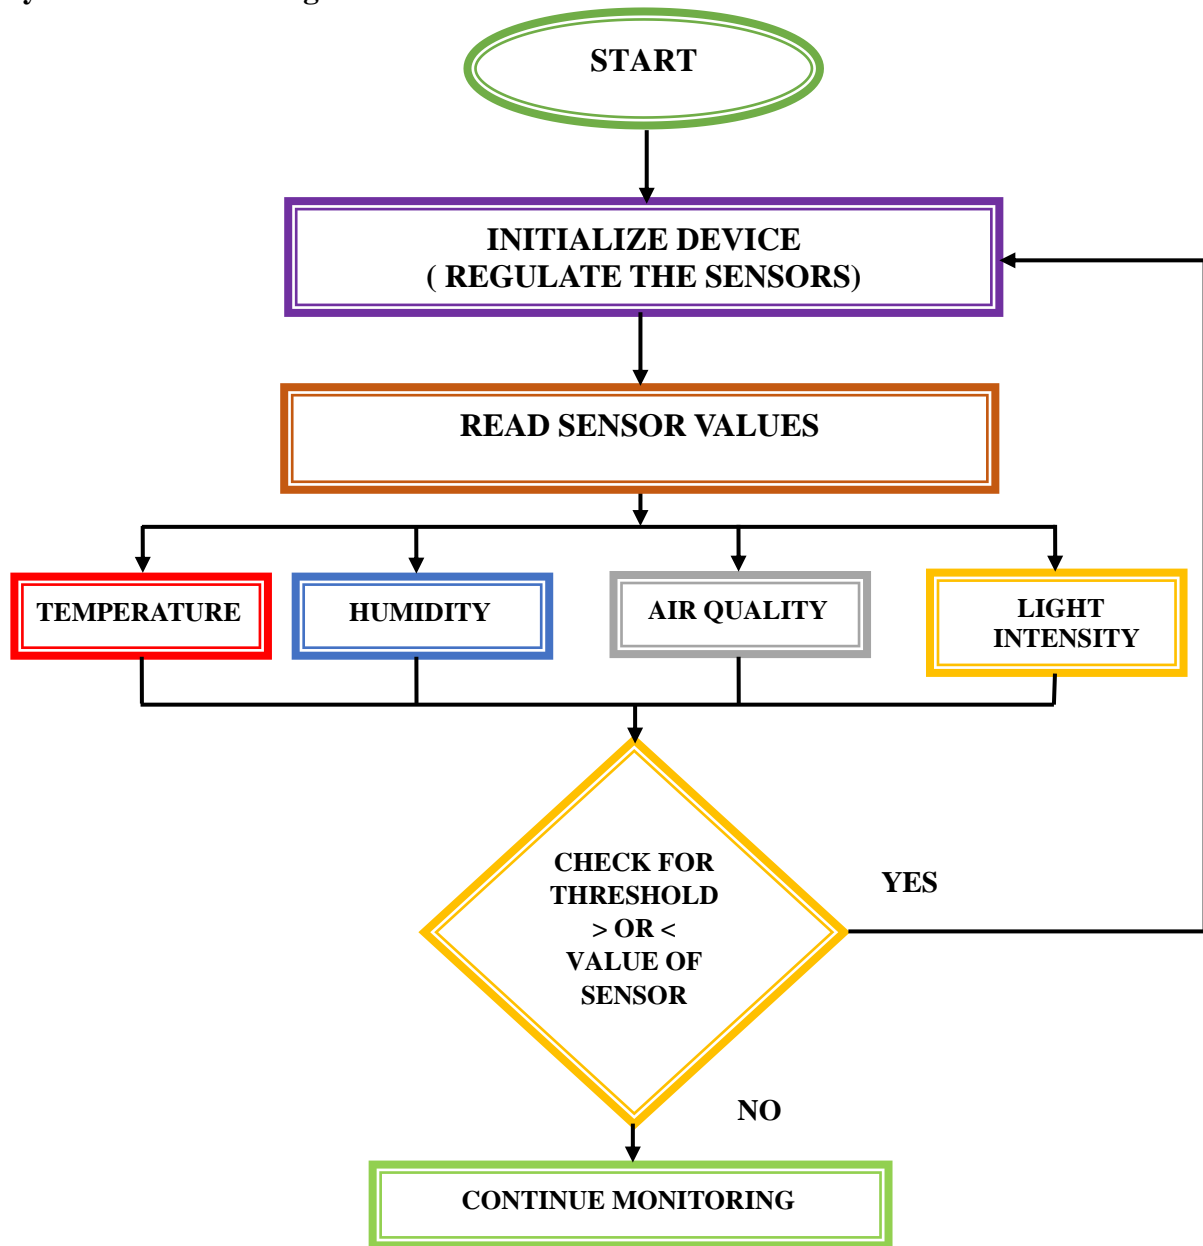 START
INITIALIZE DEVICE
( REGULATE THE SENSORS)
READ SENSOR VALUES
TEMPERATURE
HUMIDITY
AIR QUALITY
LIGHT
INTENSITY
CHECK FOR
THRESHOLD
> OR <
VALUE OF
SENSOR
YES
NO
CONTINUE MONITORING